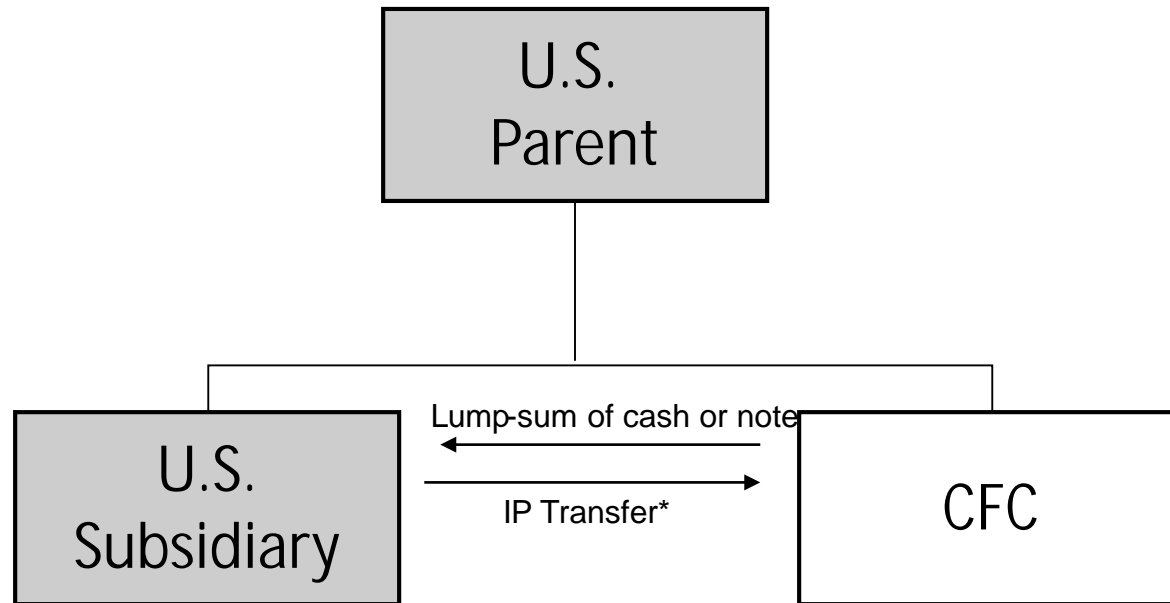 U.S.
Parent
Lump-sum of cash or note
IP Transfer*
U.S.
Subsidiary
CFC